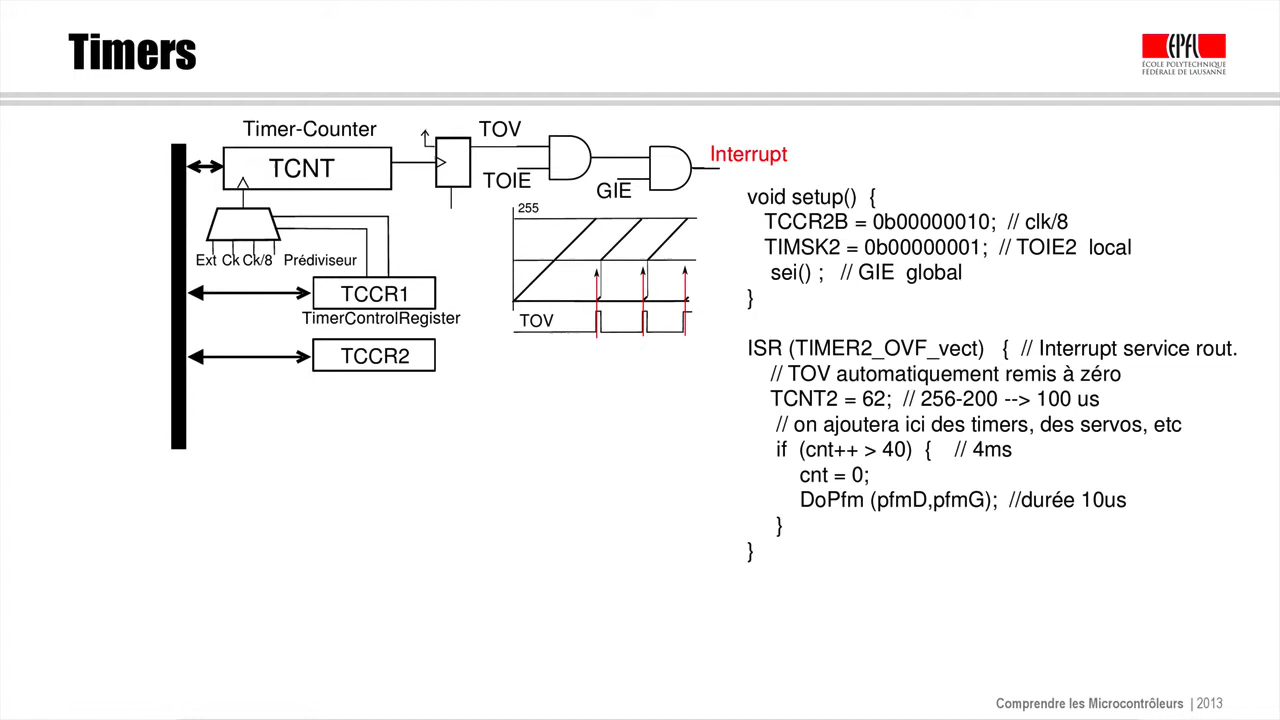 Timers
EPFL
ÉCOLE POLYTECHNIQUE
FÉDÉRALE DE LAUSANNE
Timer-Counter
TCNT
TOV
TOIE
GIE
Interrupt
Ext Ck Ck/8 Prédiviseur
TCCR1
TimerControlRegister
TCCR2
255
TOV
void setup() {
TCCR2B = 0b00000010; // clk/8
TIMSK2 = 0b00000001; // TOIE2 local
sei() ; // GIE global
}
ISR (TIMER2_OVF_vect) { // Interrupt service rout.
// TOV automatiquement remis à zéro
TCNT2 = 62; // 256-200 --> 100 us
// on ajoutera ici des timers, des servos, etc
if (cnt++ > 40) { // 4ms
cnt = 0;
DoPfm (pfmD,pfmG); //durée 10us
}
}
Comprendre les Microcontrôleurs | 2013